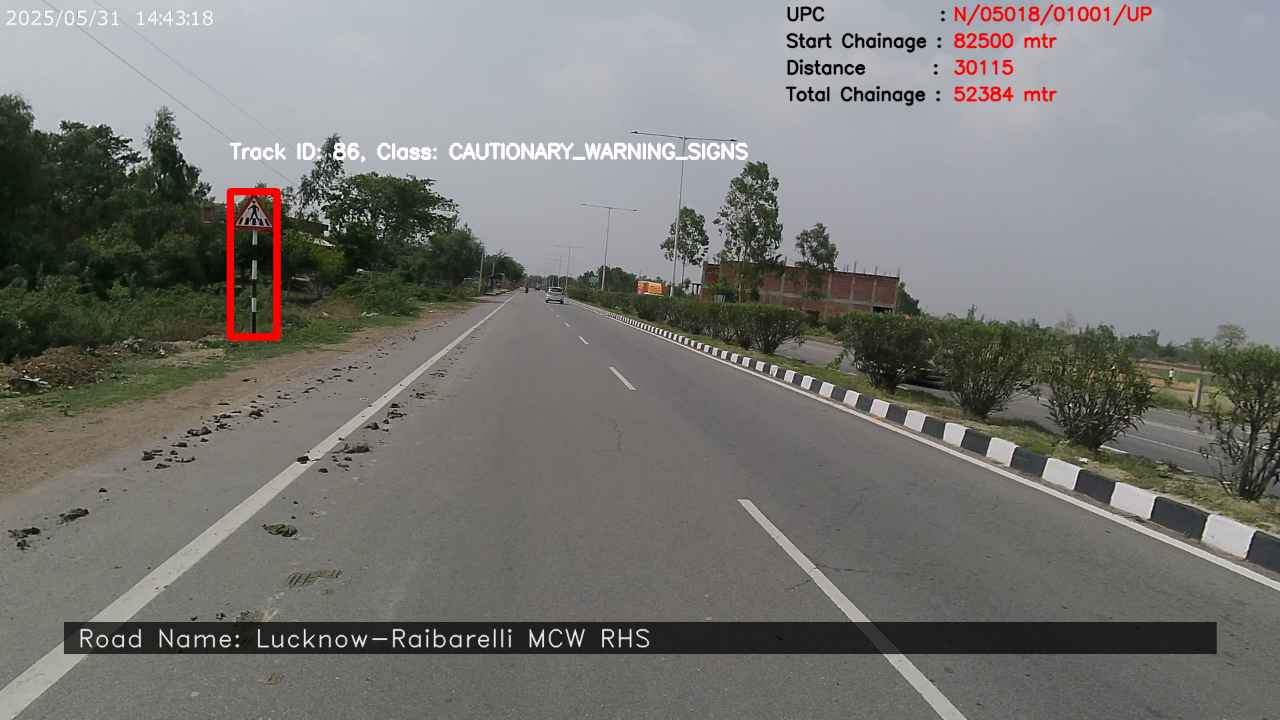 2025/05/31 14:43:18
UPC : N/05018/01001/UP
Start Chainage : 82500 mtr
Distance : 30115
Total Chainage : 52384 mtr
Track ID: 86, Class: CAUTIONARY_WARNING_SIGNS
Road Name: Lucknow-Raibarelli MCW RHS